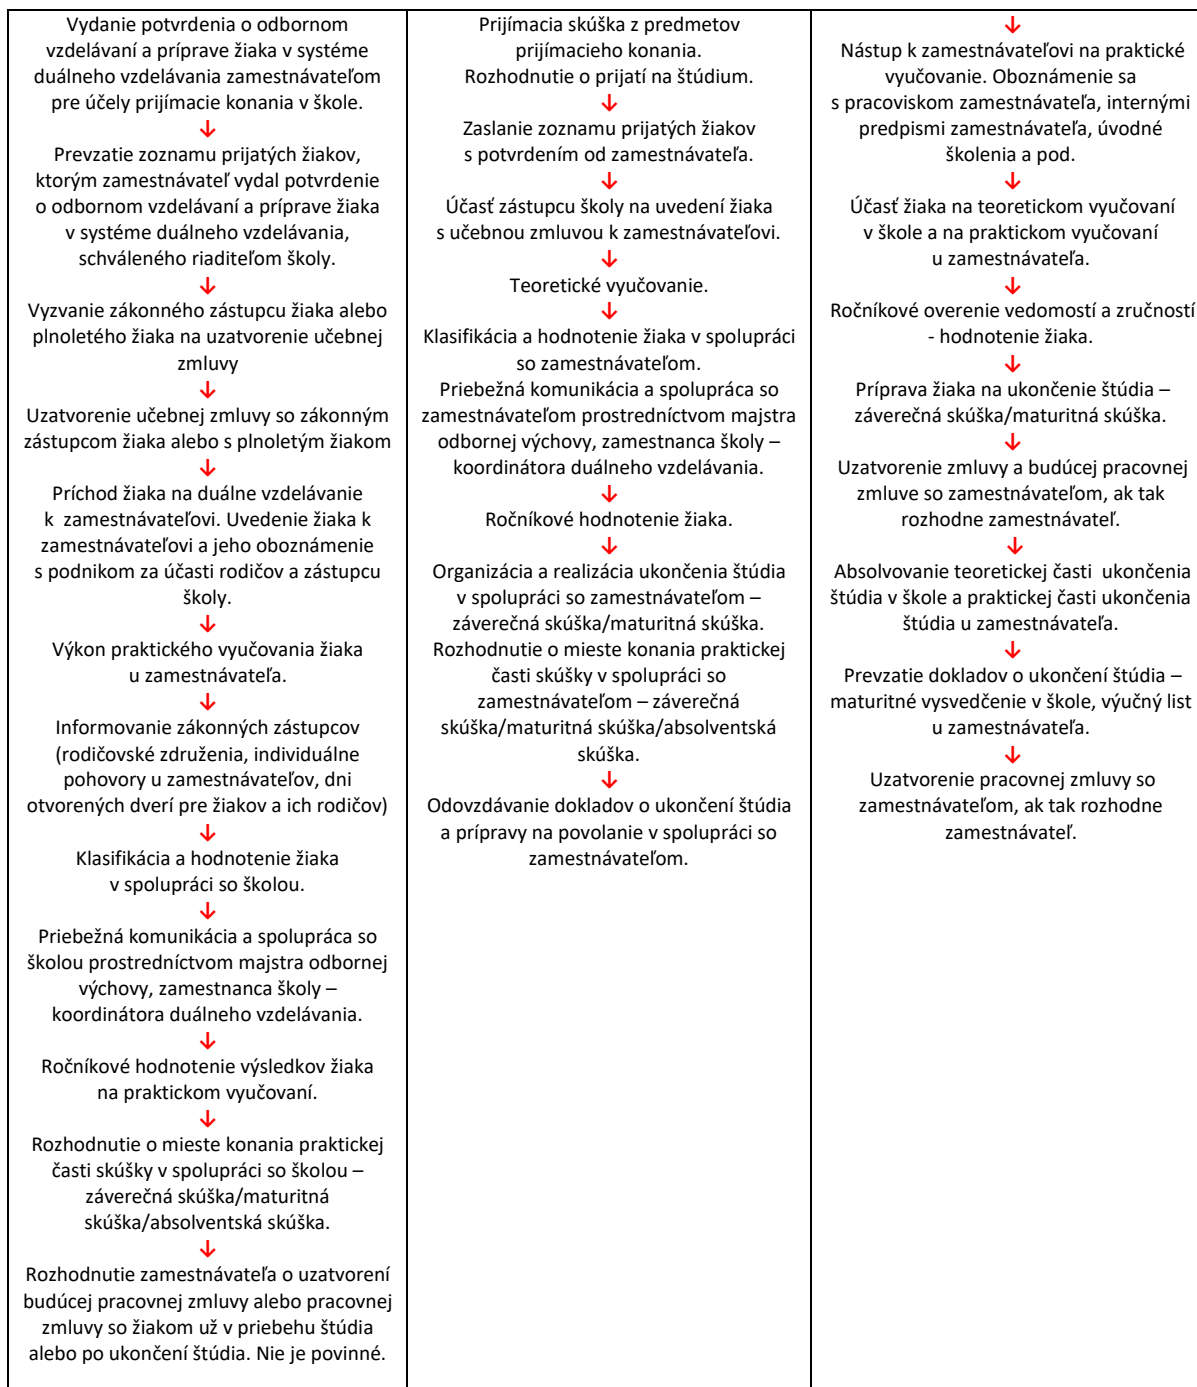 Vydanie potvrdenia o odbornom
vzdelávaní a príprave žiaka v systéme
duálneho vzdelávania zamestnávateľom
pre účely prijímacie konania v škole.
↓
Prevzatie zoznamu prijatých žiakov,
ktorým zamestnávateľ vydal potvrdenie
o odbornom vzdelávaní a príprave žiaka
v systéme duálneho vzdelávania,
schváleného riaditeľom školy.
↓
Vyzvanie zákonného zástupcu žiaka alebo
plnoletého žiaka na uzatvorenie učebnej
zmluvy
↓
Uzatvorenie učebnej zmluvy so zákonným
zástupcom žiaka alebo s plnoletým žiakom
↓
Príchod žiaka na duálne vzdelávanie
k zamestnávateľovi. Uvedenie žiaka k
zamestnávateľovi a jeho oboznámenie
s podnikom za účasti rodičov a zástupcu
školy.
↓
Výkon praktického vyučovania žiaka
u zamestnávateľa.
↓
Informovanie zákonných zástupcov
(rodičovské združenia, individuálne
pohovory u zamestnávateľov, dni
otvorených dverí pre žiakov a ich rodičov)
↓
Klasifikácia a hodnotenie žiaka
v spolupráci so školou.
↓
Priebežná komunikácia a spolupráca so
školou prostredníctvom majstra odbornej
výchovy, zamestnanca školy –
koordinátora duálneho vzdelávania.
↓
Ročníkové hodnotenie výsledkov žiaka
na praktickom vyučovaní.
↓
Rozhodnutie o mieste konania praktickej
časti skúšky v spolupráci so školou –
záverečná skúška/maturitná
skúška/absolventská skúška.
↓
Rozhodnutie zamestnávateľa o uzatvorení
budúcej pracovnej zmluvy alebo pracovnej
zmluvy so žiakom už v priebehu štúdia
alebo po ukončení štúdia. Nie je povinné.
Prijímacia skúška z predmetov
prijímacieho konania.
Rozhodnutie o prijatí na štúdium.
↓
Zaslanie zoznamu prijatých žiakov
s potvrdením od zamestnávateľa.
↓
Účasť zástupcu školy na uvedení žiaka
s učebnou zmluvou k zamestnávateľovi.
↓
Teoretické vyučovanie.
↓
Klasifikácia a hodnotenie žiaka v spolupráci
so zamestnávateľom.
Priebežná komunikácia a spolupráca so
zamestnávateľom prostredníctvom majstra
odbornej výchovy, zamestnanca školy –
koordinátora duálneho vzdelávania.
↓
Ročníkové hodnotenie žiaka.
↓
Organizácia a realizácia ukončenia štúdia
v spolupráci so zamestnávateľom –
záverečná skúška/maturitná skúška.
Rozhodnutie o mieste konania praktickej
časti skúšky v spolupráci so
zamestnávateľom – záverečná
skúška/maturitná skúška/absolventská
skúška.
↓
Odovzdávanie dokladov o ukončení štúdia
a prípravy na povolanie v spolupráci so
zamestnávateľom.
↓
Nástup k zamestnávateľovi na praktické
vyučovanie. Oboznámenie sa
s pracoviskom zamestnávateľa, internými
predpismi zamestnávateľa, úvodné
školenia a pod.
↓
Účasť žiaka na teoretickom vyučovaní
v škole a na praktickom vyučovaní
u zamestnávateľa.
↓
Ročníkové overenie vedomostí a zručností
- hodnotenie žiaka.
↓
Príprava žiaka na ukončenie štúdia –
záverečná skúška/maturitná skúška.
↓
Uzatvorenie zmluvy a budúcej pracovnej
zmluve so zamestnávateľom, ak tak
rozhodne zamestnávateľ.
↓
Absolvovanie teoretickej časti ukončenia
štúdia v škole a praktickej časti ukončenia
štúdia u zamestnávateľa.
↓
Prevzatie dokladov o ukončení štúdia –
maturitné vysvedčenie v škole, výučný list
u zamestnávateľa.
↓
Uzatvorenie pracovnej zmluvy so
zamestnávateľom, ak tak rozhodne
zamestnávateľ.